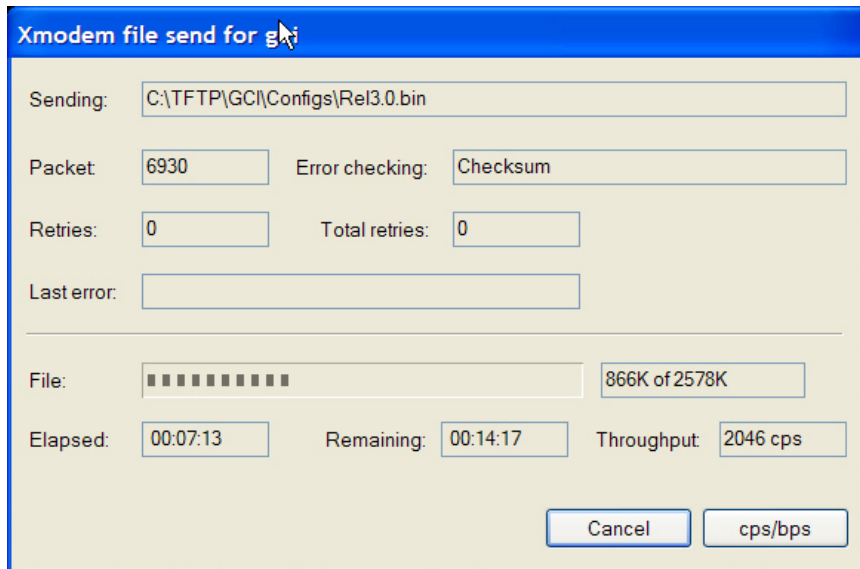 Xmodem file send for gci
Sending: C:\TFTP\GCI\Configs\Rel3.0.bin
Packet: 6930 Error checking: Checksum
Retries: 0 Total retries: 0
Last error:
File: 866K of 2578K
Elapsed: 00:07:13 Remaining: 00:14:17 Throughput: 2046 cps
Cancel cps/bps